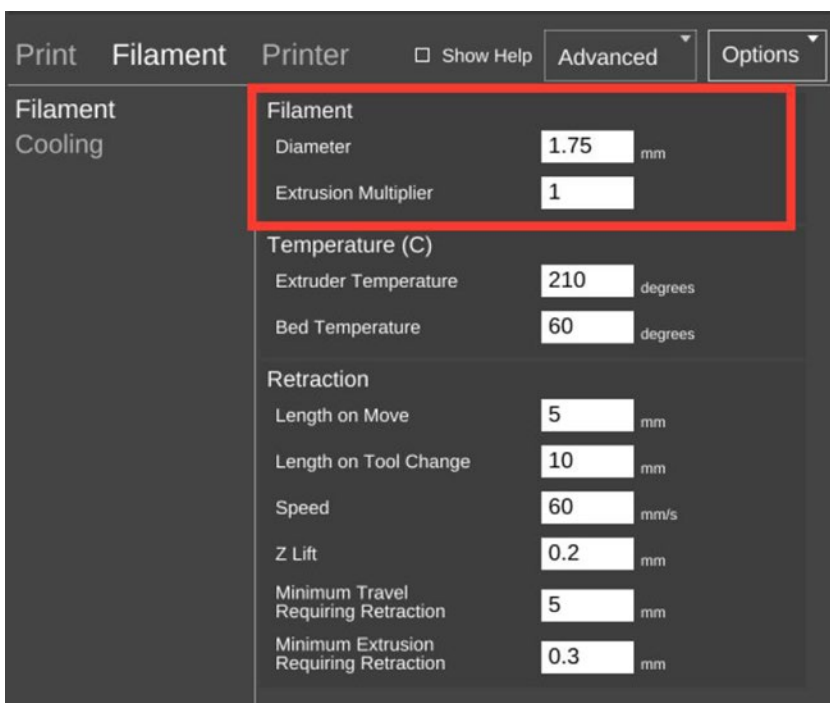 Print Filament Printer Show Help Advanced Options
Filament
Cooling
Filament
Diameter 1.75 mm
Extrusion Multiplier 1
Temperature (C)
Extruder Temperature 210 degrees
Bed Temperature 60 degrees
Retraction
Length on Move 5 mm
Length on Tool Change 10 mm
Speed 60 mm/s
Z Lift 0.2 mm
Minimum Travel
Requiring Retraction 5 mm
Minimum Extrusion
Requiring Retraction 0.3 mm